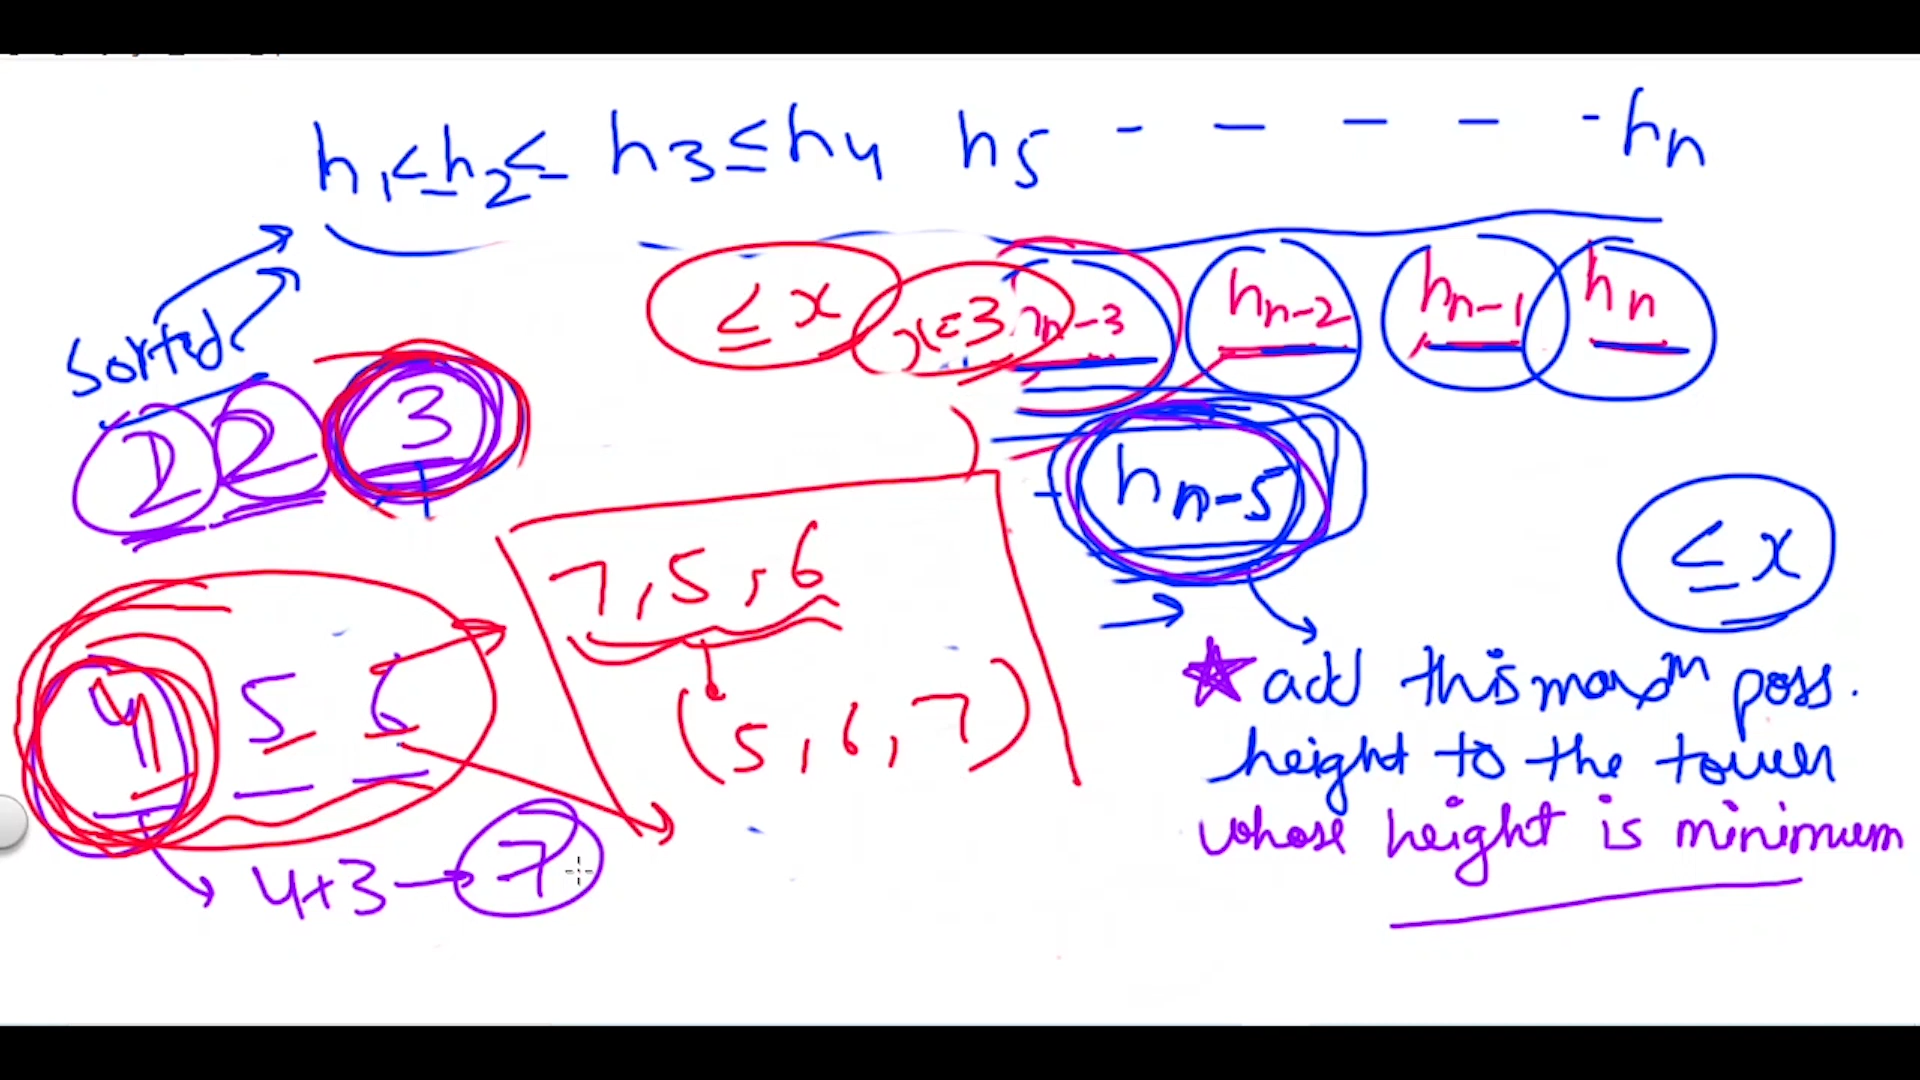 h1 ≤ h2 ≤ h3 ≤ h4 h5 - - - - - hn
≤ x x=3 hn-3 hn-2 hn-1 hn
Sorted
1 2 3
hn-5
≤ x
7, 5, 6
4 5 6
(5, 6, 7)
add this maxm poss.
height to the tower
whose height is minimum
4+3 → 7